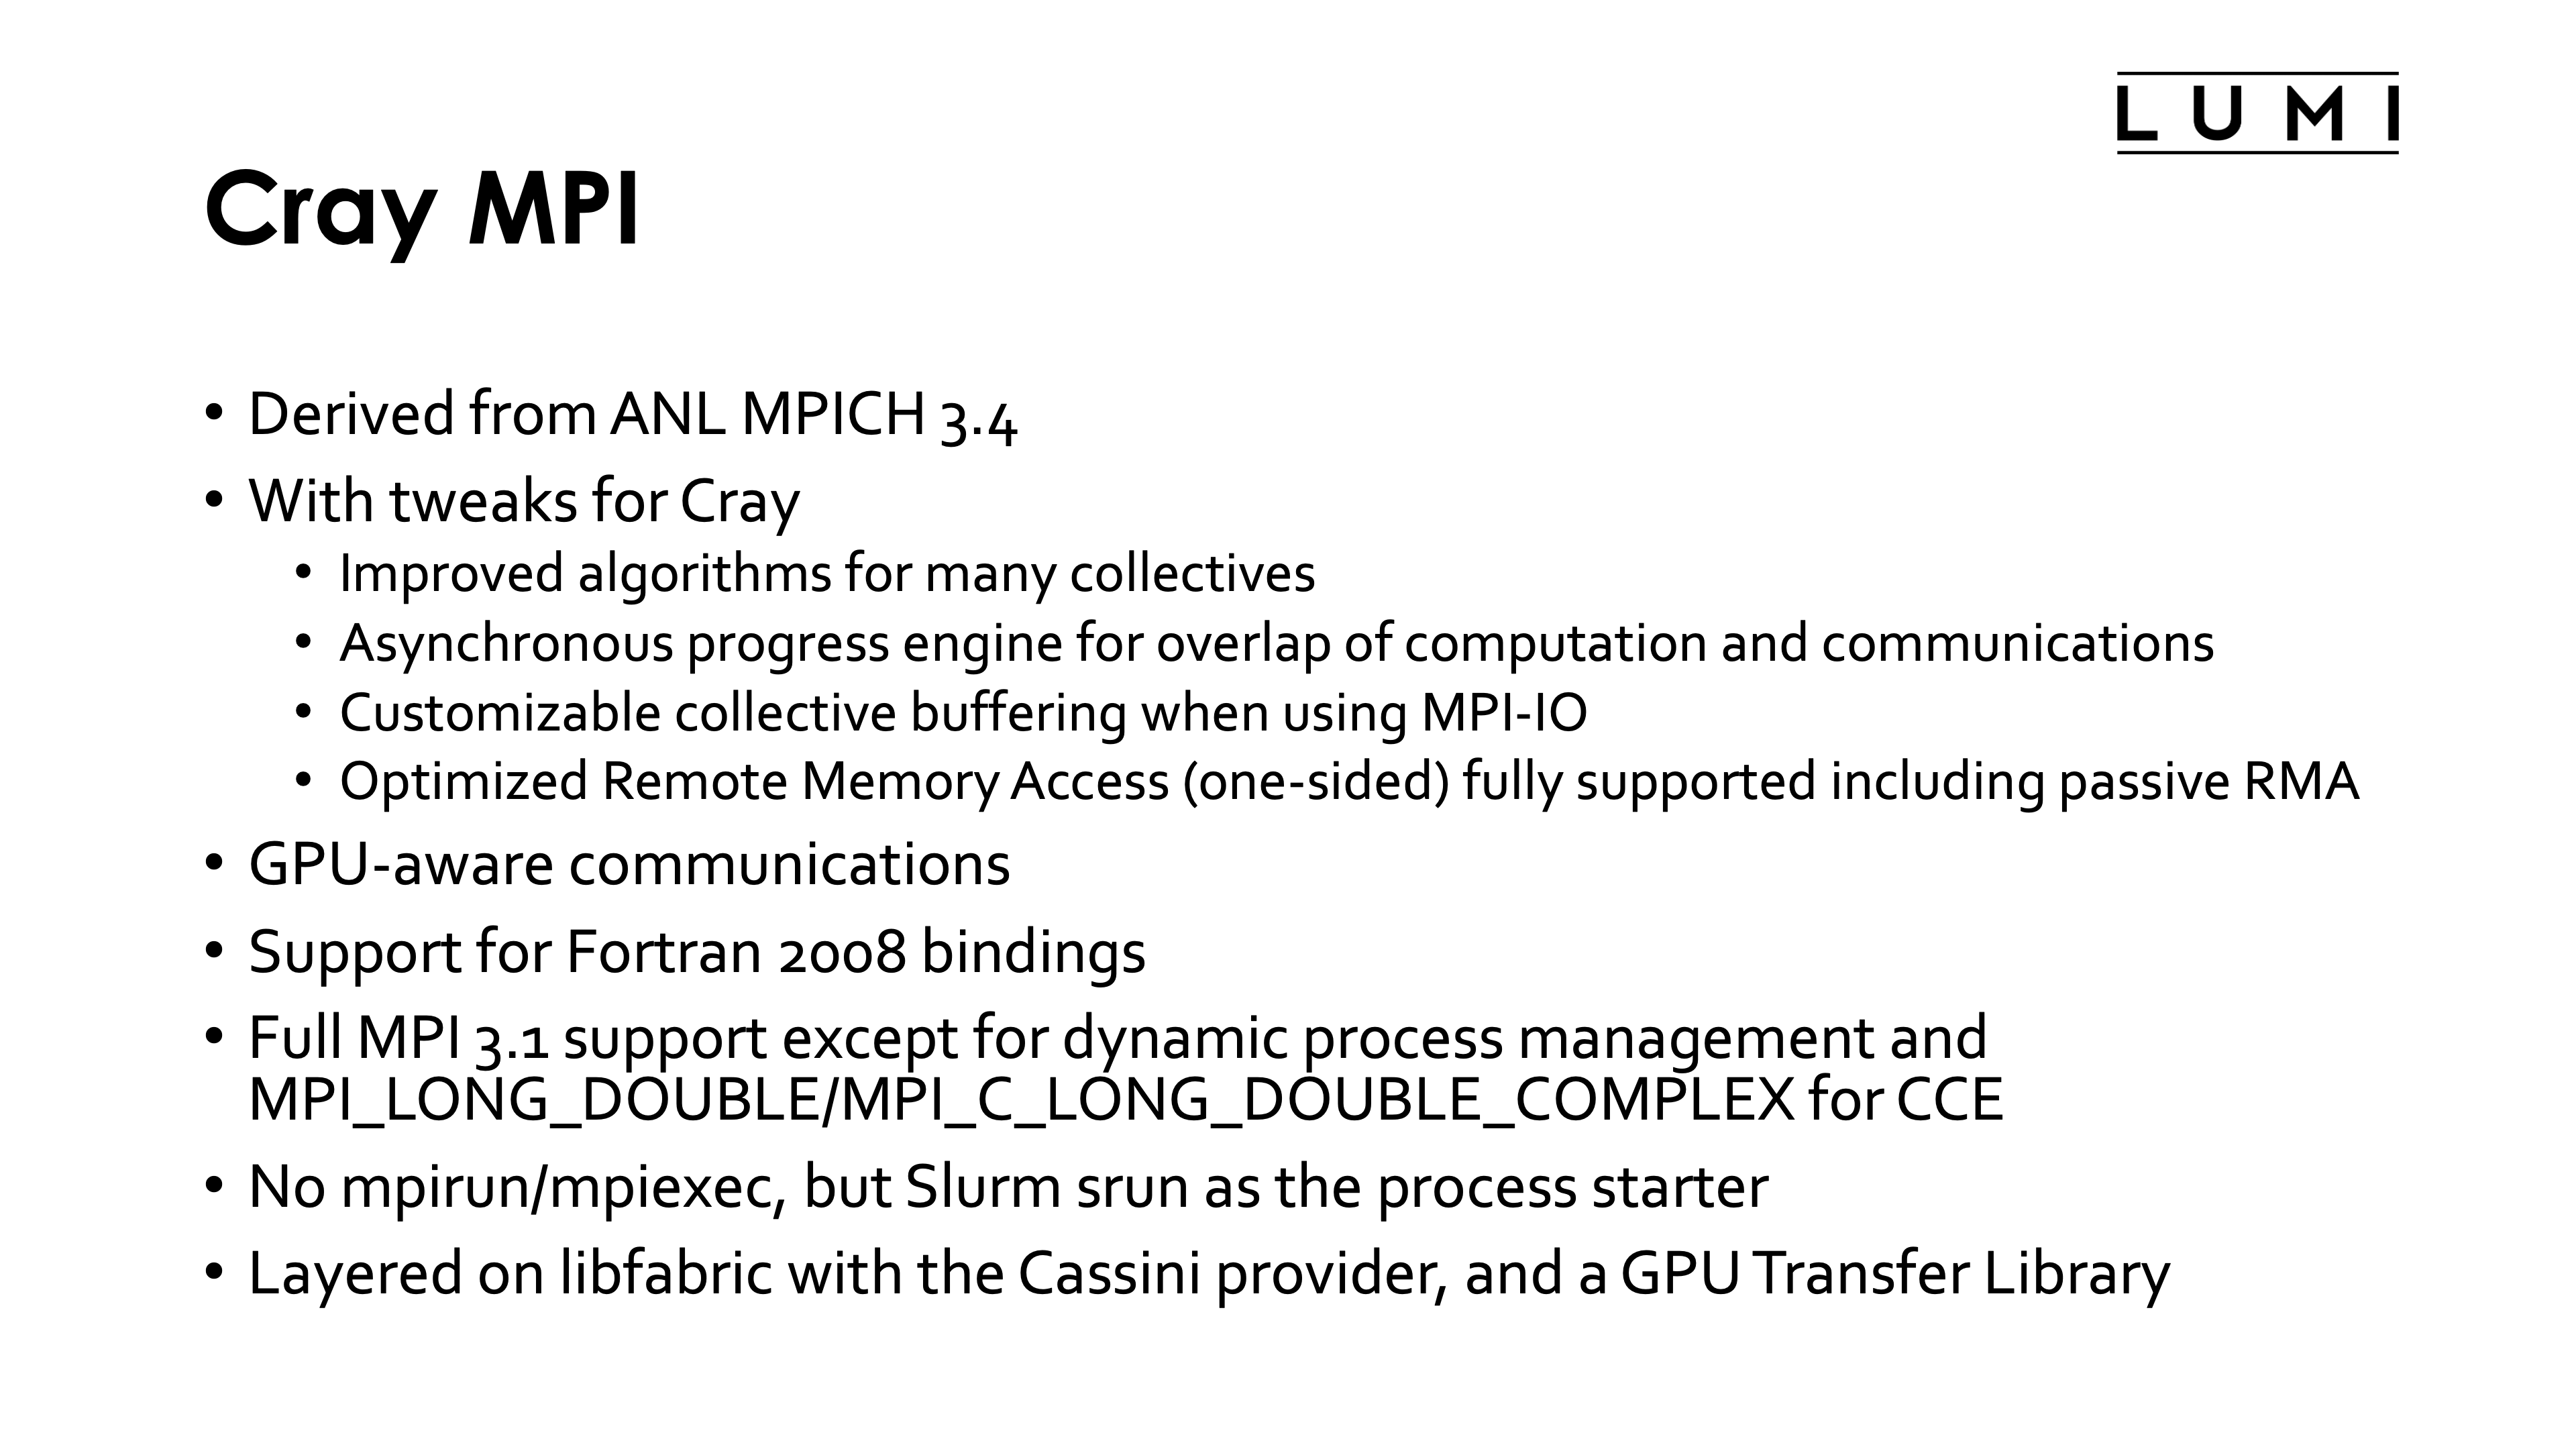 LUMI
Cray MPI
• Derived from ANL MPICH 3.4
• With tweaks for Cray
• Improved algorithms for many collectives
• Asynchronous progress engine for overlap of computation and communications
• Customizable collective buffering when using MPI-IO
• Optimized Remote Memory Access (one-sided) fully supported including passive RMA
• GPU-aware communications
• Support for Fortran 2008 bindings
• Full MPI 3.1 support except for dynamic process management and
MPI_LONG_DOUBLE/MPI_C_LONG_DOUBLE_COMPLEX for CCE
• No mpirun/mpiexec, but Slurm srun as the process starter
• Layered on libfabric with the Cassini provider, and a GPU Transfer Library